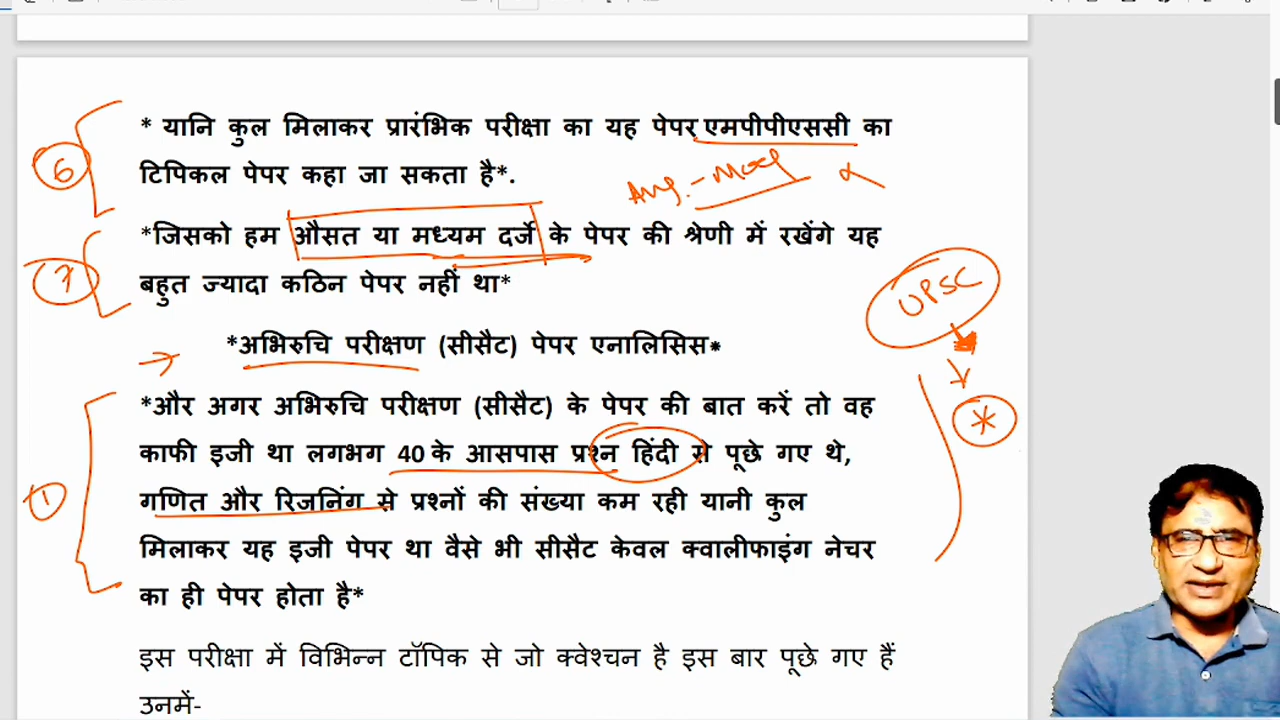 * यानि कुल मिलाकर प्रारंभिक परीक्षा का यह पेपर एमपीपीएससी का
6
टिपिकल पेपर कहा जा सकता है*.
*जिसको हम औसत या मध्यम दर्जे के पेपर की श्रेणी में रखेंगे यह
7
बहुत ज्यादा कठिन पेपर नहीं था*
UPSC
*अभिरुचि परीक्षण (सीसैट) पेपर एनालिसिस*
*और अगर अभिरुचि परीक्षण (सीसैट) के पेपर की बात करें तो वह
काफी इजी था लगभग 40 के आसपास प्रश्न हिंदी से पूछे गए थे,
1
गणित और रिजनिंग से प्रश्नों की संख्या कम रही यानी कुल
मिलाकर यह इजी पेपर था वैसे भी सीसैट केवल क्वालीफाइंग नेचर
का ही पेपर होता है*
इस परीक्षा में विभिन्न टॉपिक से जो क्वेश्चन है इस बार पूछे गए हैं
उनमें-